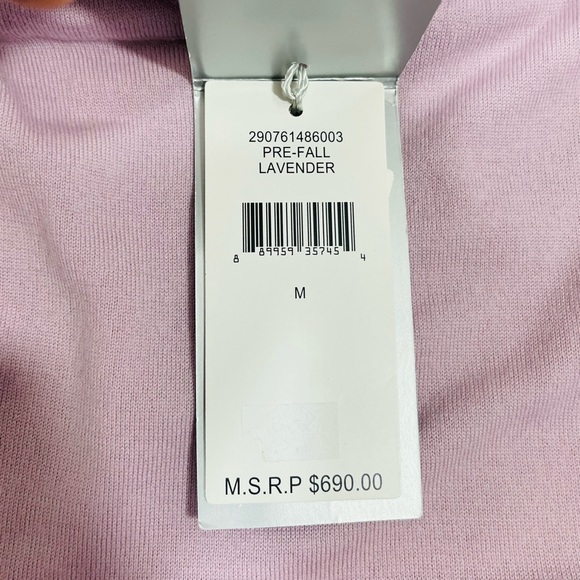 290761486003
PRE-FALL
LAVENDER
8 89959 35745 4
M
M.S.R.P $690.00